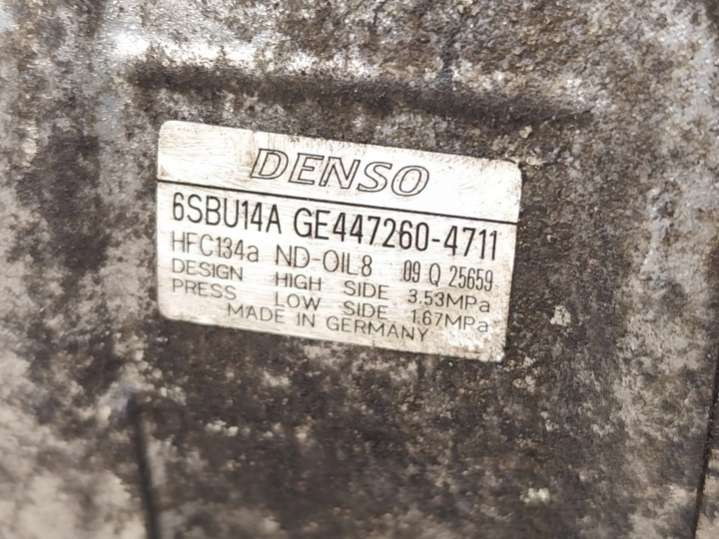 DENSO
6SBU14A GE447260-4711
HFC134a ND-OIL8 09 Q 25659
DESIGN HIGH SIDE 3.53MPa
PRESS LOW SIDE 1.67MPa
MADE IN GERMANY